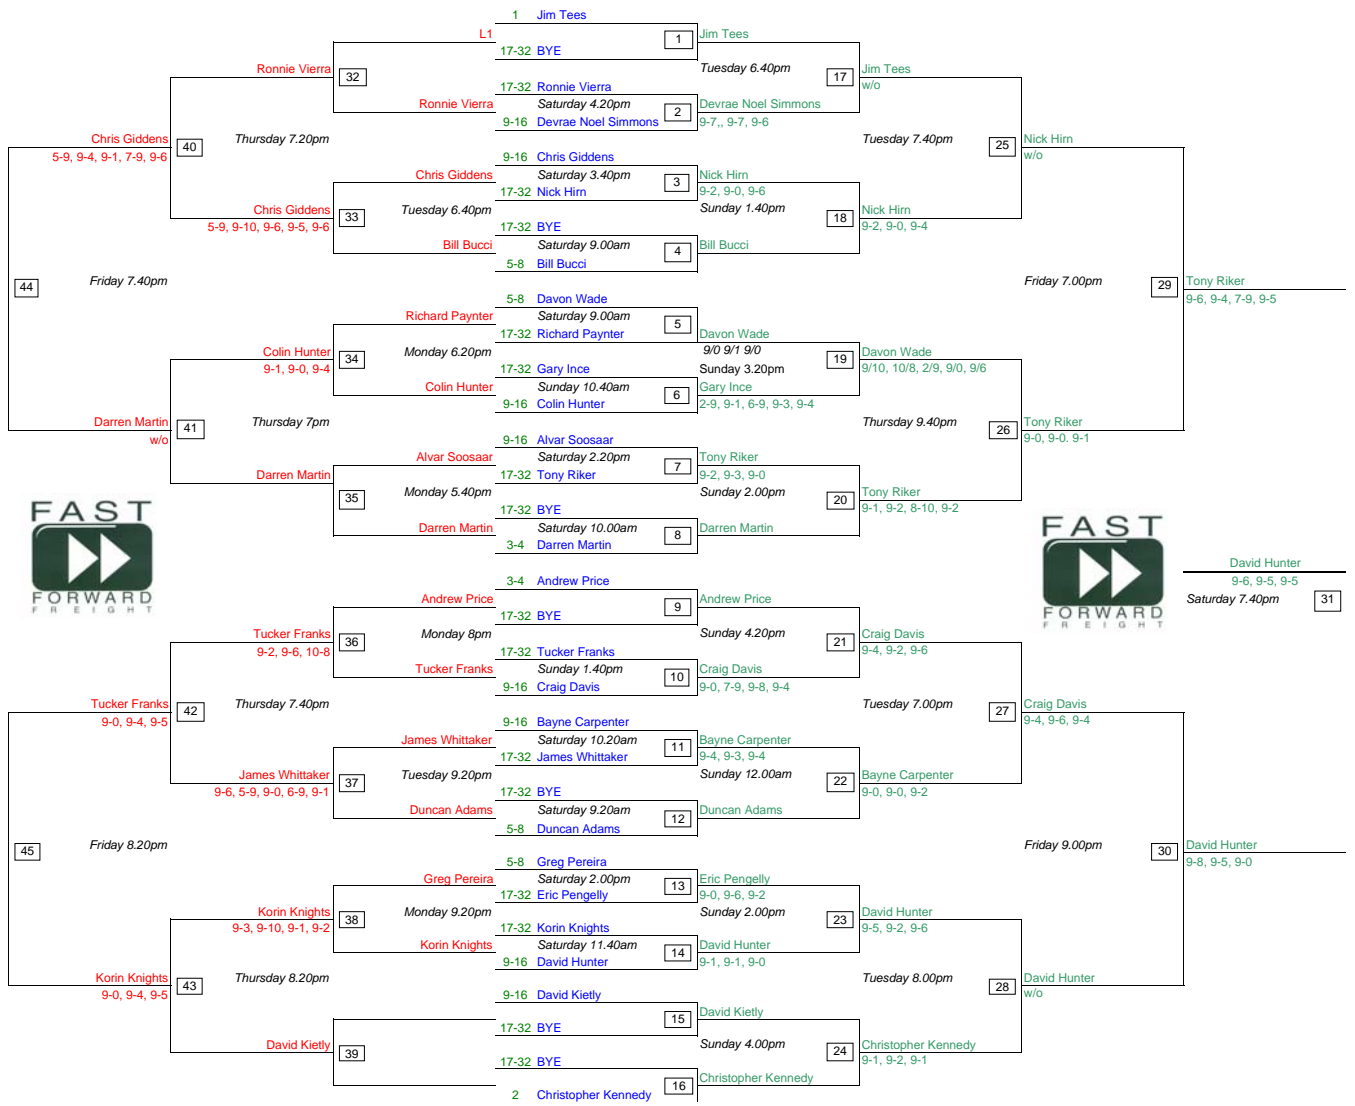 1 Jim Tees
L1 1 Jim Tees
17-32 BYE
Ronnie Vierra 32 Tuesday 6.40pm 17 Jim Tees
w/o
17-32 Ronnie Vierra
Ronnie Vierra Saturday 4.20pm 2 Devrae Noel Simmons
9-16 Devrae Noel Simmons 9-7,, 9-7, 9-6
Chris Giddens 40 Thursday 7.20pm Tuesday 7.40pm 25 Nick Hirn
5-9, 9-4, 9-1, 7-9, 9-6 w/o
9-16 Chris Giddens
Chris Giddens Saturday 3.40pm 3 Nick Hirn
17-32 Nick Hirn 9-2, 9-0, 9-6
Chris Giddens 33 Tuesday 6.40pm Sunday 1.40pm 18 Nick Hirn
5-9, 9-10, 9-6, 9-5, 9-6 9-2, 9-0, 9-4
17-32 BYE
Bill Bucci Saturday 9.00am 4 Bill Bucci
5-8 Bill Bucci
44 Friday 7.40pm Friday 7.00pm 29 Tony Riker
9-6, 9-4, 7-9, 9-5
5-8 Davon Wade
Richard Paynter Saturday 9.00am 5
17-32 Richard Paynter Davon Wade
Colin Hunter 34 Monday 6.20pm 9/0 9/1 9/0 19 Davon Wade
9-1, 9-0, 9-4 Sunday 3.20pm 9/10, 10/8, 2/9, 9/0, 9/6
17-32 Gary Ince
Colin Hunter Sunday 10.40am 6 Gary Ince
9-16 Colin Hunter 2-9, 9-1, 6-9, 9-3, 9-4
Darren Martin 41 Thursday 7pm Thursday 9.40pm 26 Tony Riker
w/o 9-0, 9-0. 9-1
9-16 Alvar Soosaar
Alvar Soosaar Saturday 2.20pm 7 Tony Riker
17-32 Tony Riker 9-2, 9-3, 9-0
Darren Martin 35 Monday 5.40pm Sunday 2.00pm 20 Tony Riker
9-1, 9-2, 8-10, 9-2
17-32 BYE
Darren Martin Saturday 10.00am 8 Darren Martin
3-4 Darren Martin
FAST
FORWARD
FREIGHT
FAST
FORWARD
FREIGHT
David Hunter
9-6, 9-5, 9-5
Saturday 7.40pm 31
3-4 Andrew Price
Andrew Price 9 Andrew Price
17-32 BYE
Tucker Franks 36 Monday 8pm Sunday 4.20pm 21 Craig Davis
9-2, 9-6, 10-8 9-4, 9-2, 9-6
17-32 Tucker Franks
Tucker Franks Sunday 1.40pm 10 Craig Davis
9-16 Craig Davis 9-0, 7-9, 9-8, 9-4
Tucker Franks 42 Thursday 7.40pm Tuesday 7.00pm 27 Craig Davis
9-0, 9-4, 9-5 9-4, 9-6, 9-4
9-16 Bayne Carpenter
James Whittaker Saturday 10.20am 11 Bayne Carpenter
17-32 James Whittaker 9-4, 9-3, 9-4
James Whittaker 37 Tuesday 9.20pm Sunday 12.00am 22 Bayne Carpenter
9-6, 5-9, 9-0, 6-9, 9-1 9-0, 9-0, 9-2
17-32 BYE
Duncan Adams Saturday 9.20am 12 Duncan Adams
5-8 Duncan Adams
45 Friday 8.20pm Friday 9.00pm 30 David Hunter
9-8, 9-5, 9-0
5-8 Greg Pereira
Greg Pereira Saturday 2.00pm 13 Eric Pengelly
17-32 Eric Pengelly 9-0, 9-6, 9-2
Korin Knights 38 Monday 9.20pm Sunday 2.00pm 23 David Hunter
9-3, 9-10, 9-1, 9-2 9-5, 9-2, 9-6
17-32 Korin Knights
Korin Knights Saturday 11.40am 14 David Hunter
9-16 David Hunter 9-1, 9-1, 9-0
Korin Knights 43 Thursday 8.20pm Tuesday 8.00pm 28 David Hunter
9-0, 9-4, 9-5 w/o
9-16 David Kietly
15 David Kietly
17-32 BYE
David Kietly 39 Sunday 4.00pm 24 Christopher Kennedy
9-1, 9-2, 9-1
17-32 BYE
16 Christopher Kennedy
2 Christopher Kennedy